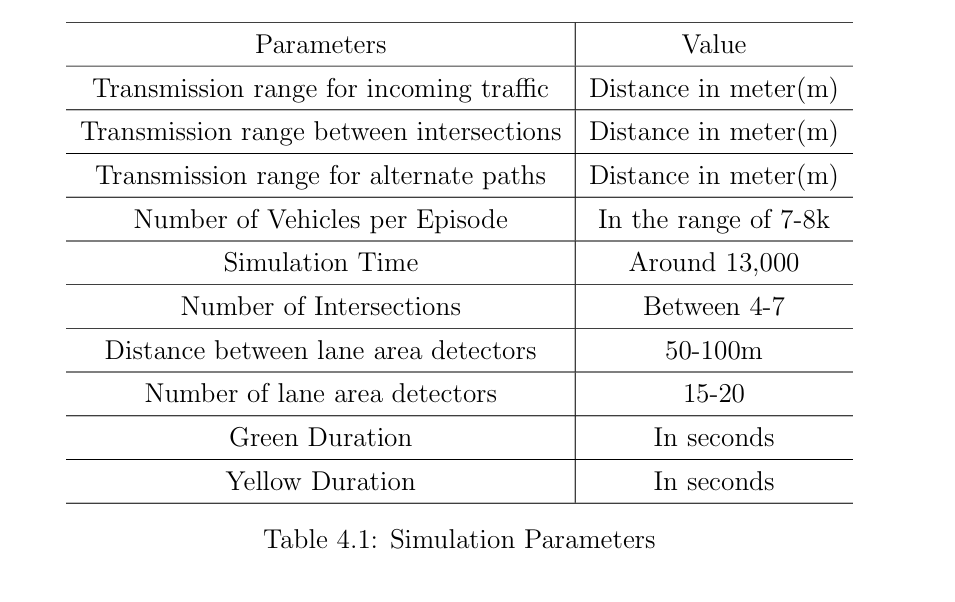 Parameters Value
Transmission range for incoming traffic Distance in meter(m)
Transmission range between intersections Distance in meter(m)
Transmission range for alternate paths Distance in meter(m)
Number of Vehicles per Episode In the range of 7-8k
Simulation Time Around 13,000
Number of Intersections Between 4-7
Distance between lane area detectors 50-100m
Number of lane area detectors 15-20
Green Duration In seconds
Yellow Duration In seconds
Table 4.1: Simulation Parameters